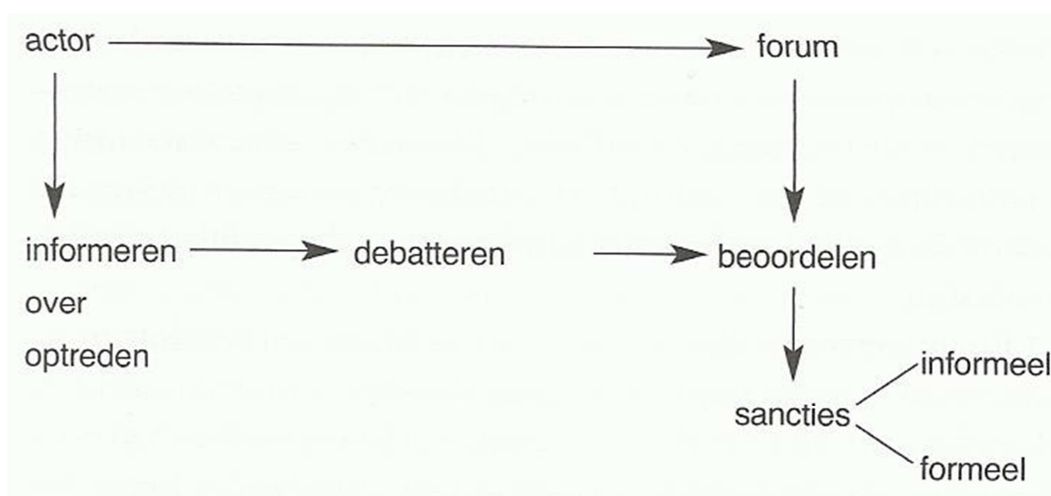 actor
forum
informeren
debatteren
beoordelen
over
optreden
informeel
sancties
formeel